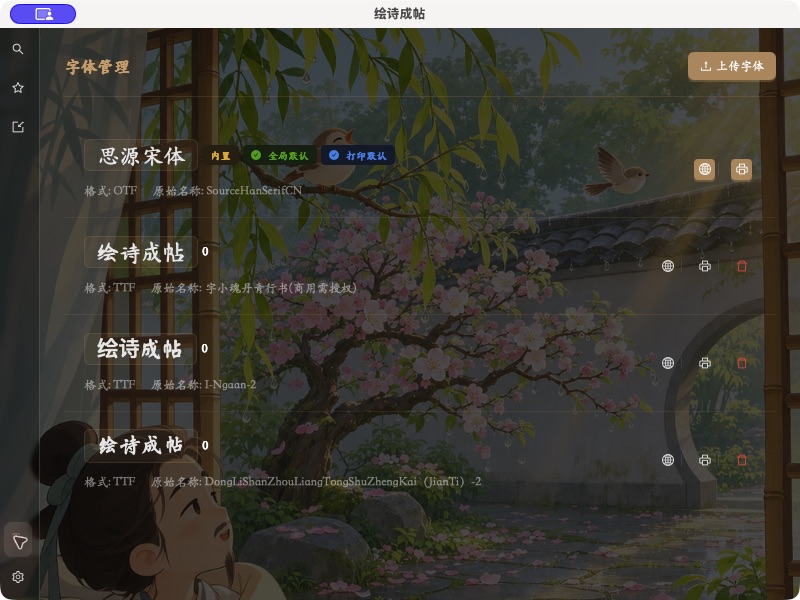 绘诗成帖
字体管理
上传字体
思源宋体 内置 全局默认 打印默认
格式: OTF 原始名称: SourceHanSerifCN
绘诗成帖 0
格式: TTF 原始名称: 字小魂丹青行书(商用需授权)
绘诗成帖 0
格式: TTF 原始名称: I-Ngaan-2
绘诗成帖 0
格式: TTF 原始名称: DongLiShanZhouLiangTongShuZhengKai（JianTi）-2